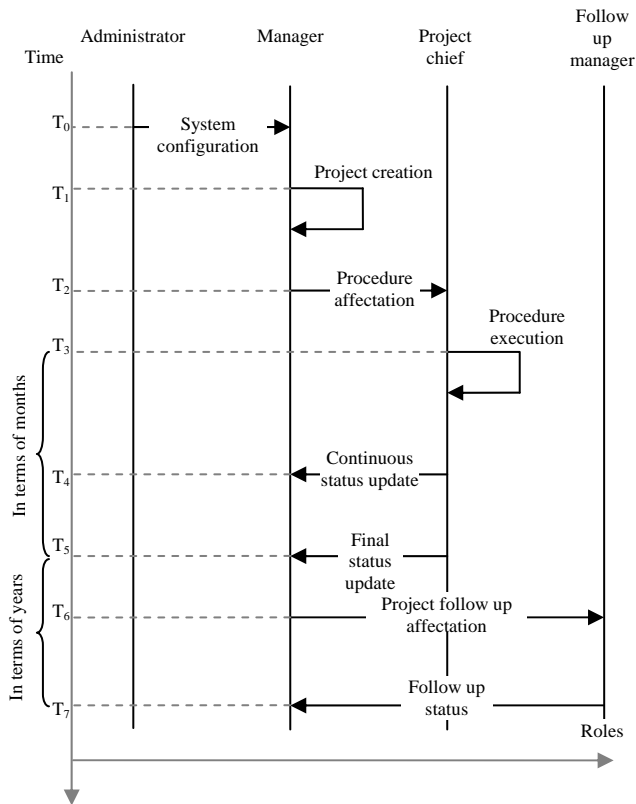 Follow
up
manager
Administrator
Manager
Project
chief
Time
T0
System
configuration
Project creation
T1
T2
Procedure
affectation
Procedure
execution
T3
In terms of months
Continuous
status update
T4
Final
status
update
T5
In terms of years
Project follow up
affectation
T6
Follow up
status
T7
Roles